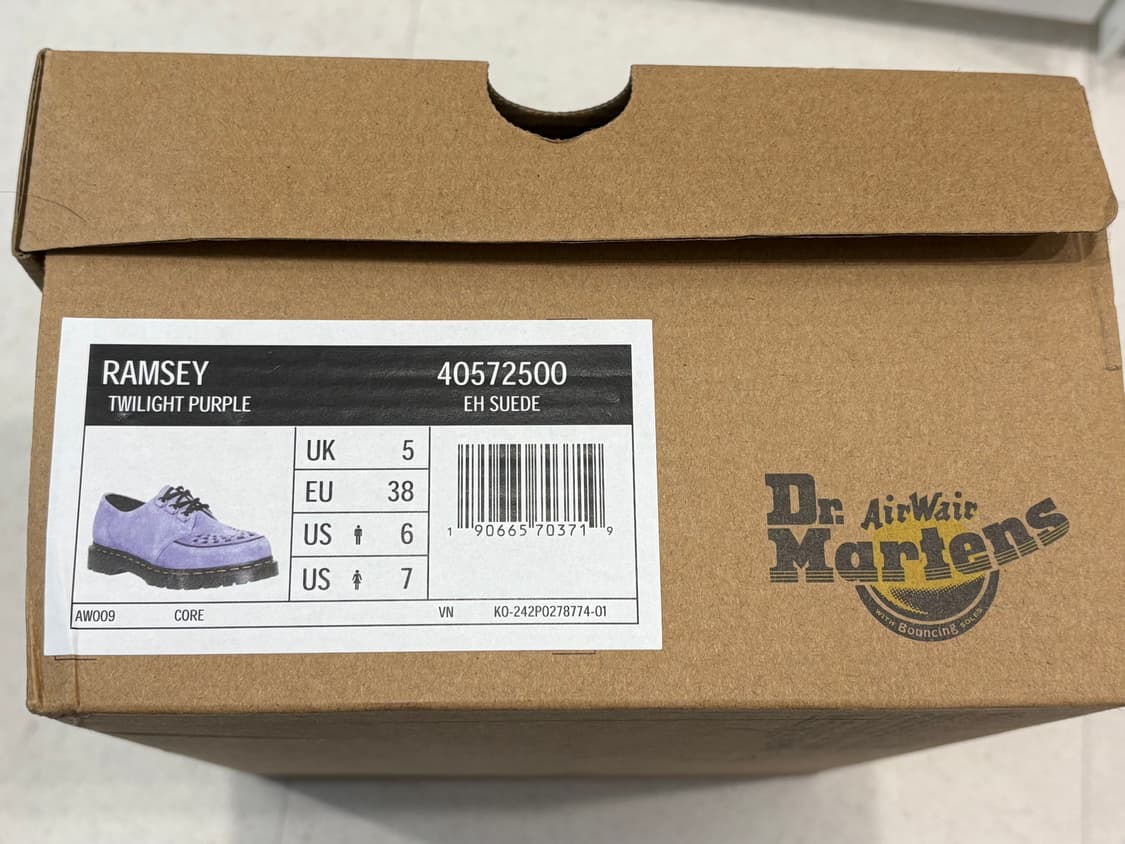 RAMSEY 40572500
TWILIGHT PURPLE EH SUEDE
UK 5
EU 38
US 6
US 7
1 90665 70371 9
AW009 CORE VN K0-242P0278774-01
Dr. AirWair
Martens
WITH Bouncing SOLES